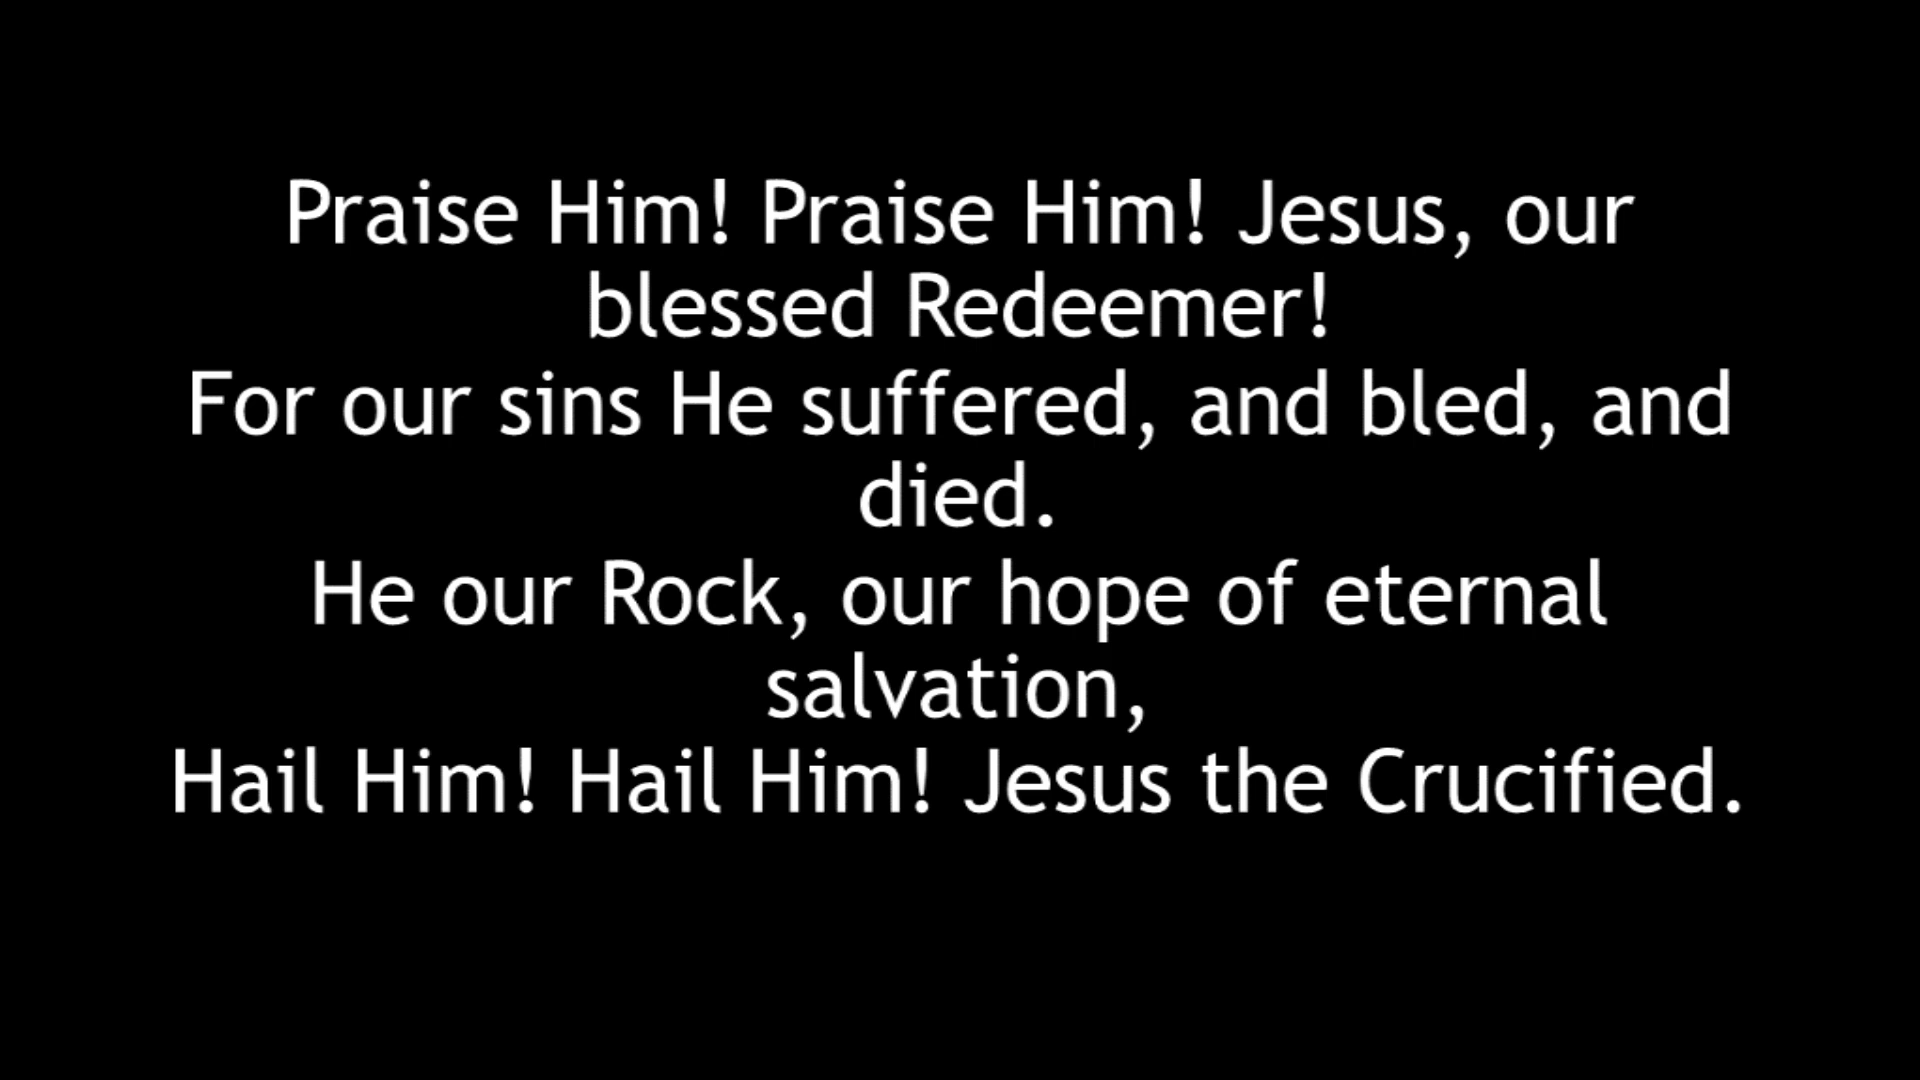 Praise Him! Praise Him! Jesus, our
blessed Redeemer!
For our sins He suffered, and bled, and
died.
He our Rock, our hope of eternal
salvation,
Hail Him! Hail Him! Jesus the Crucified.